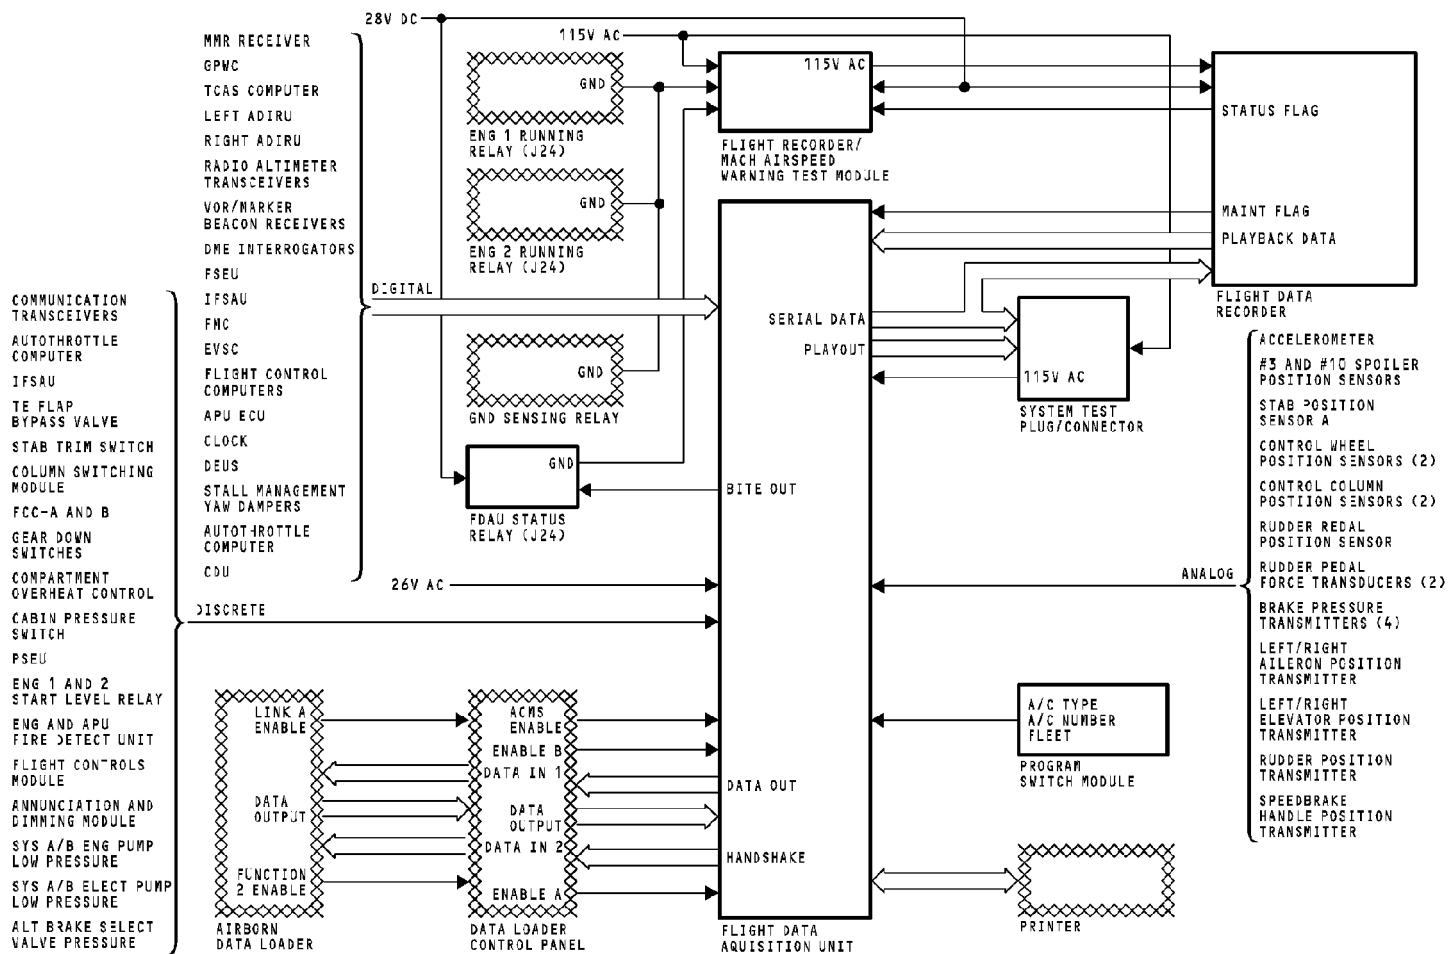 28V DC
115V AC
MMR RECEIVER
GPWC
TCAS COMPUTER
LEFT ADIRU
RIGHT ADIRU
RADIO ALTIMETER
TRANSCEIVERS
VOR/MARKER
BEACON RECEIVERS
DME INTERROGATORS
FSEU
IFSAU
FMC
EVSC
FLIGHT CONTROL
COMPUTERS
APU ECU
CLOCK
DEUS
STALL MANAGEMENT
YAW DAMPERS
AUTOTHROTTLE
COMPUTER
CDU
DIGITAL
COMMUNICATION
TRANSCEIVERS
AUTOTHROTTLE
COMPUTER
IFSAU
TE FLAP
BYPASS VALVE
STAB TRIM SWITCH
COLUMN SWITCHING
MODULE
FCC-A AND B
GEAR DOWN
SWITCHES
COMPARTMENT
OVERHEAT CONTROL
CABIN PRESSURE
SWITCH
PSEU
ENG 1 AND 2
START LEVEL RELAY
ENG AND APU
FIRE DETECT UNIT
FLIGHT CONTROLS
MODULE
ANNUNCIATION AND
DIMMING MODULE
SYS A/B ENG PUMP
LOW PRESSURE
SYS A/B ELECT PUMP
LOW PRESSURE
ALT BRAKE SELECT
VALVE PRESSURE
DISCRETE
GND
ENG 1 RUNNING
RELAY (J24)
GND
ENG 2 RUNNING
RELAY (J24)
GND
GND SENSING RELAY
GND
FDAU STATUS
RELAY (J24)
26V AC
115V AC
FLIGHT RECORDER/
MACH AIRSPEED
WARNING TEST MODULE
STATUS FLAG
MAINT FLAG
PLAYBACK DATA
FLIGHT DATA
RECORDER
SERIAL DATA
PLAYOUT
BITE OUT
DATA OUT
HANDSHAKE
FLIGHT DATA
AQUISITION UNIT
115V AC
SYSTEM TEST
PLUG/CONNECTOR
ANALOG
ACCELEROMETER
#3 AND #10 SPOILER
POSITION SENSORS
STAB POSITION
SENSOR A
CONTROL WHEEL
POSITION SENSORS (2)
CONTROL COLUMN
POSTIION SENSORS (2)
RUDDER REDAL
POSITION SENSOR
RUDDER PEDAL
FORCE TRANSDUCERS (2)
BRAKE PRESSURE
TRANSMITTERS (4)
LEFT/RIGHT
AILERON POSITION
TRANSMITTER
LEFT/RIGHT
ELEVATOR POSITION
TRANSMITTER
RUDDER POSITION
TRANSMITTER
SPEEDBRAKE
HANDLE POSITION
TRANSMITTER
A/C TYPE
A/C NUMBER
FLEET
PROGRAM
SWITCH MODULE
PRINTER
LINK A
ENABLE
DATA
OUTPUT
FUNCTION
2 ENABLE
AIRBORN
DATA LOADER
ACMS
ENABLE
ENABLE B
DATA IN 1
DATA
OUTPUT
DATA IN 2
ENABLE A
DATA LOADER
CONTROL PANEL